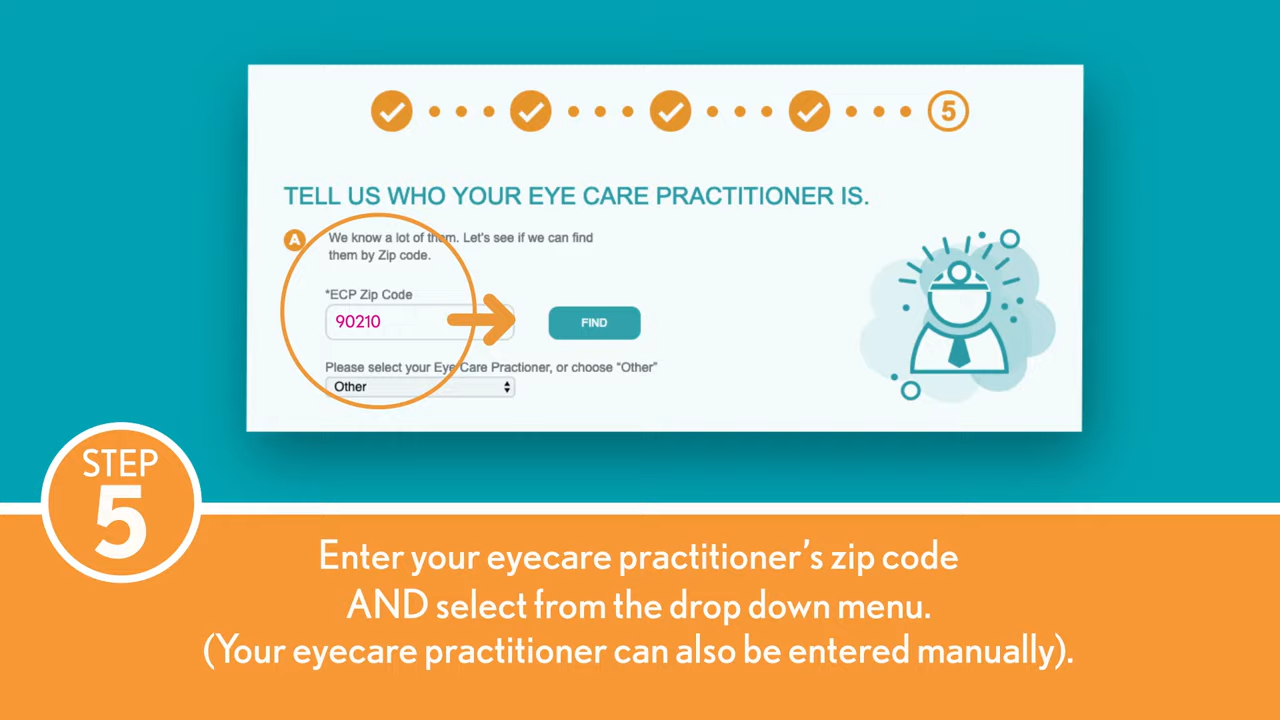 5
TELL US WHO YOUR EYE CARE PRACTITIONER IS.
A
We know a lot of them. Let's see if we can find
them by Zip code.
*ECP Zip Code
90210
FIND
Please select your Eye Care Practioner, or choose “Other”
Other
STEP
5
Enter your eyecare practitioner’s zip code
AND select from the drop down menu.
(Your eyecare practitioner can also be entered manually).